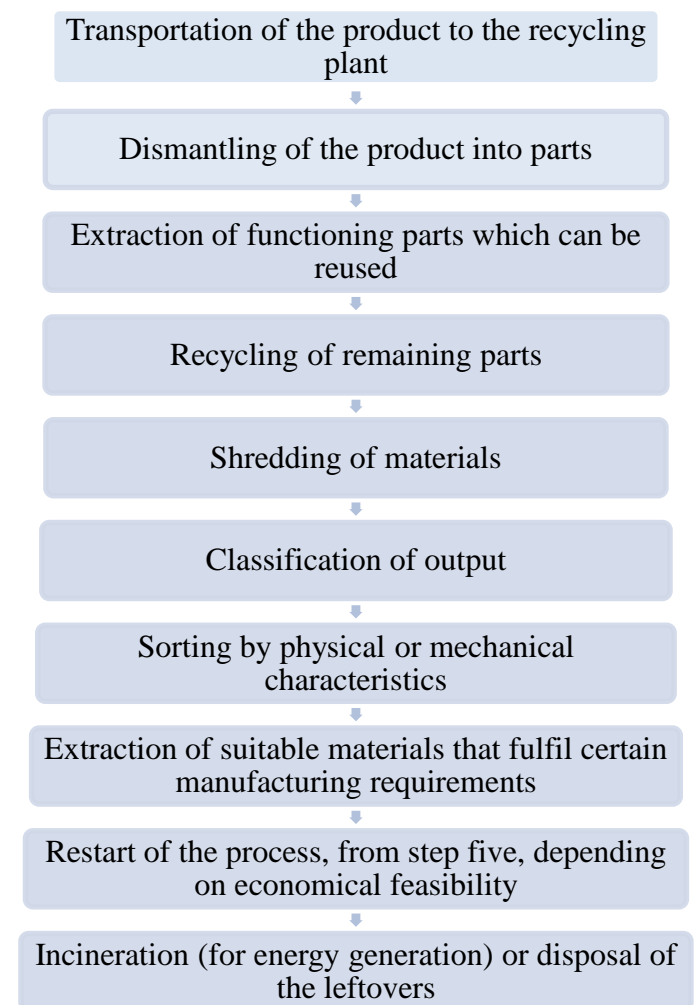 Transportation of the product to the recycling
plant
Dismantling of the product into parts
Extraction of functioning parts which can be
reused
Recycling of remaining parts
Shredding of materials
Classification of output
Sorting by physical or mechanical
characteristics
Extraction of suitable materials that fulfil certain
manufacturing requirements
Restart of the process, from step five, depending
on economical feasibility
Incineration (for energy generation) or disposal of
the leftovers